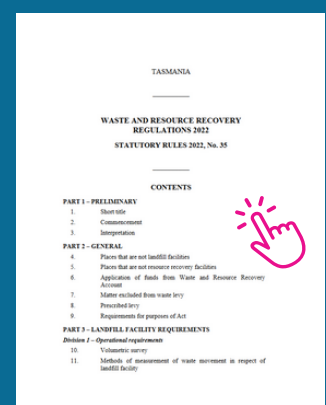 TASMANIA
WASTE AND RESOURCE RECOVERY
REGULATIONS 2022
STATUTORY RULES 2022, No. 35
CONTENTS
PART 1 – PRELIMINARY
1. Short title
2. Commencement
3. Interpretation
PART 2 – GENERAL
4. Places that are not landfill facilities
5. Places that are not resource recovery facilities
6. Application of funds from Waste and Resource Recovery
Account
7. Matter excluded from waste levy
8. Prescribed levy
9. Requirements for purposes of Act
PART 3 – LANDFILL FACILITY REQUIREMENTS
Division 1 – Operational requirements
10. Volumetric survey
11. Methods of measurement of waste movement in respect of
landfill facility